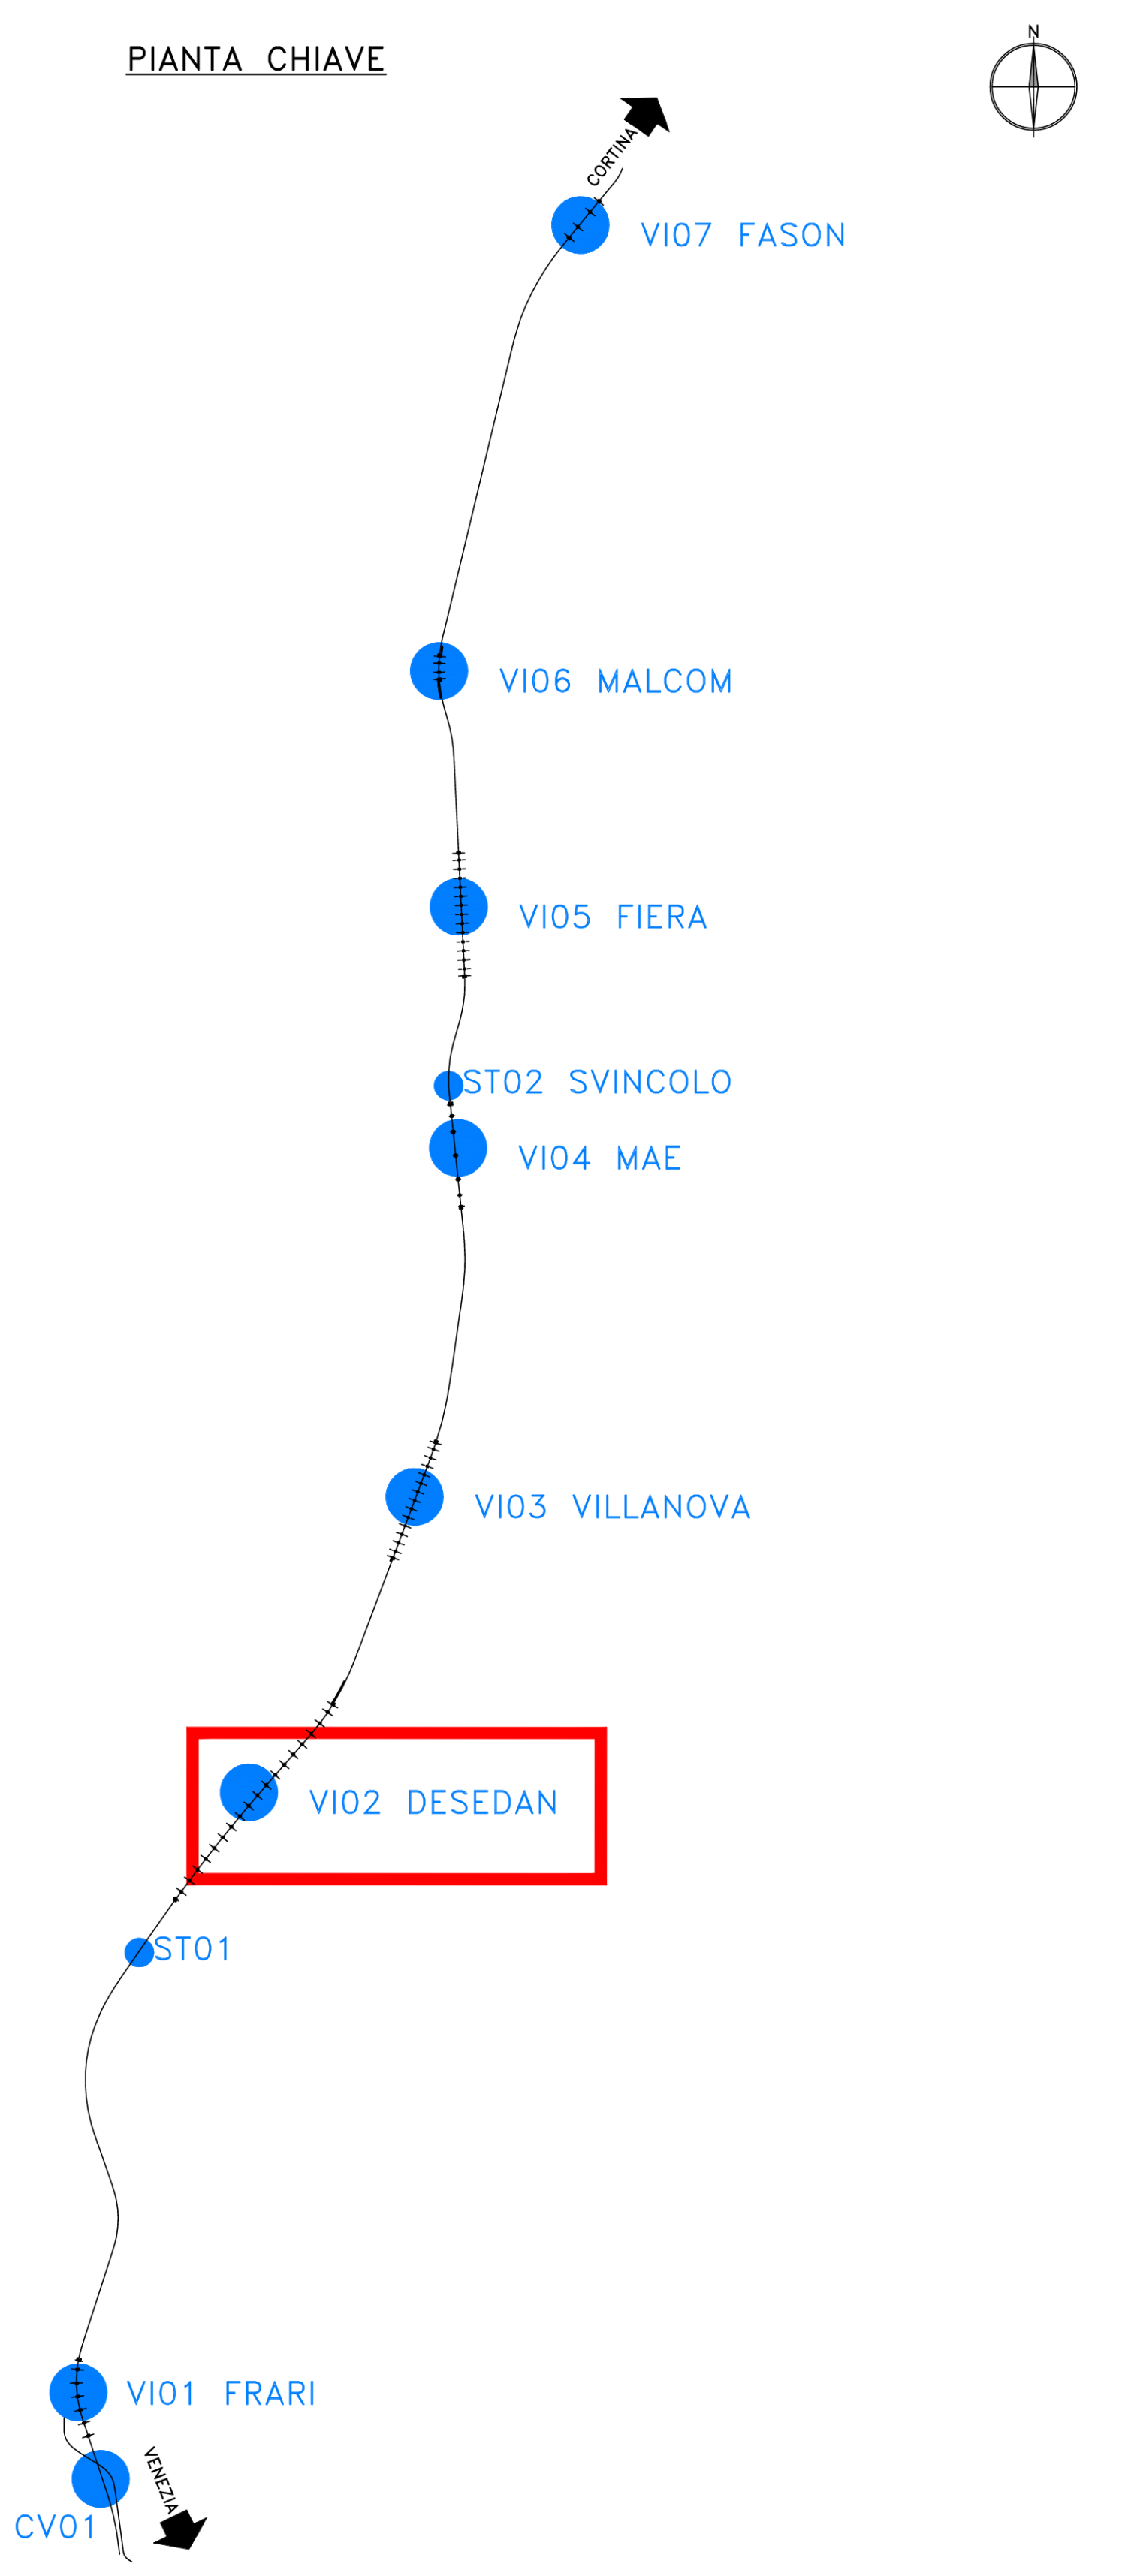 N
PIANTA CHIAVE
CORTINA
VI07 FASON
VI06 MALCOM
VI05 FIERA
ST02 SVINCOLO
VI04 MAE
VI03 VILLANOVA
VI02 DESEDAN
ST01
VI01 FRARI
VENEZIA
CV01